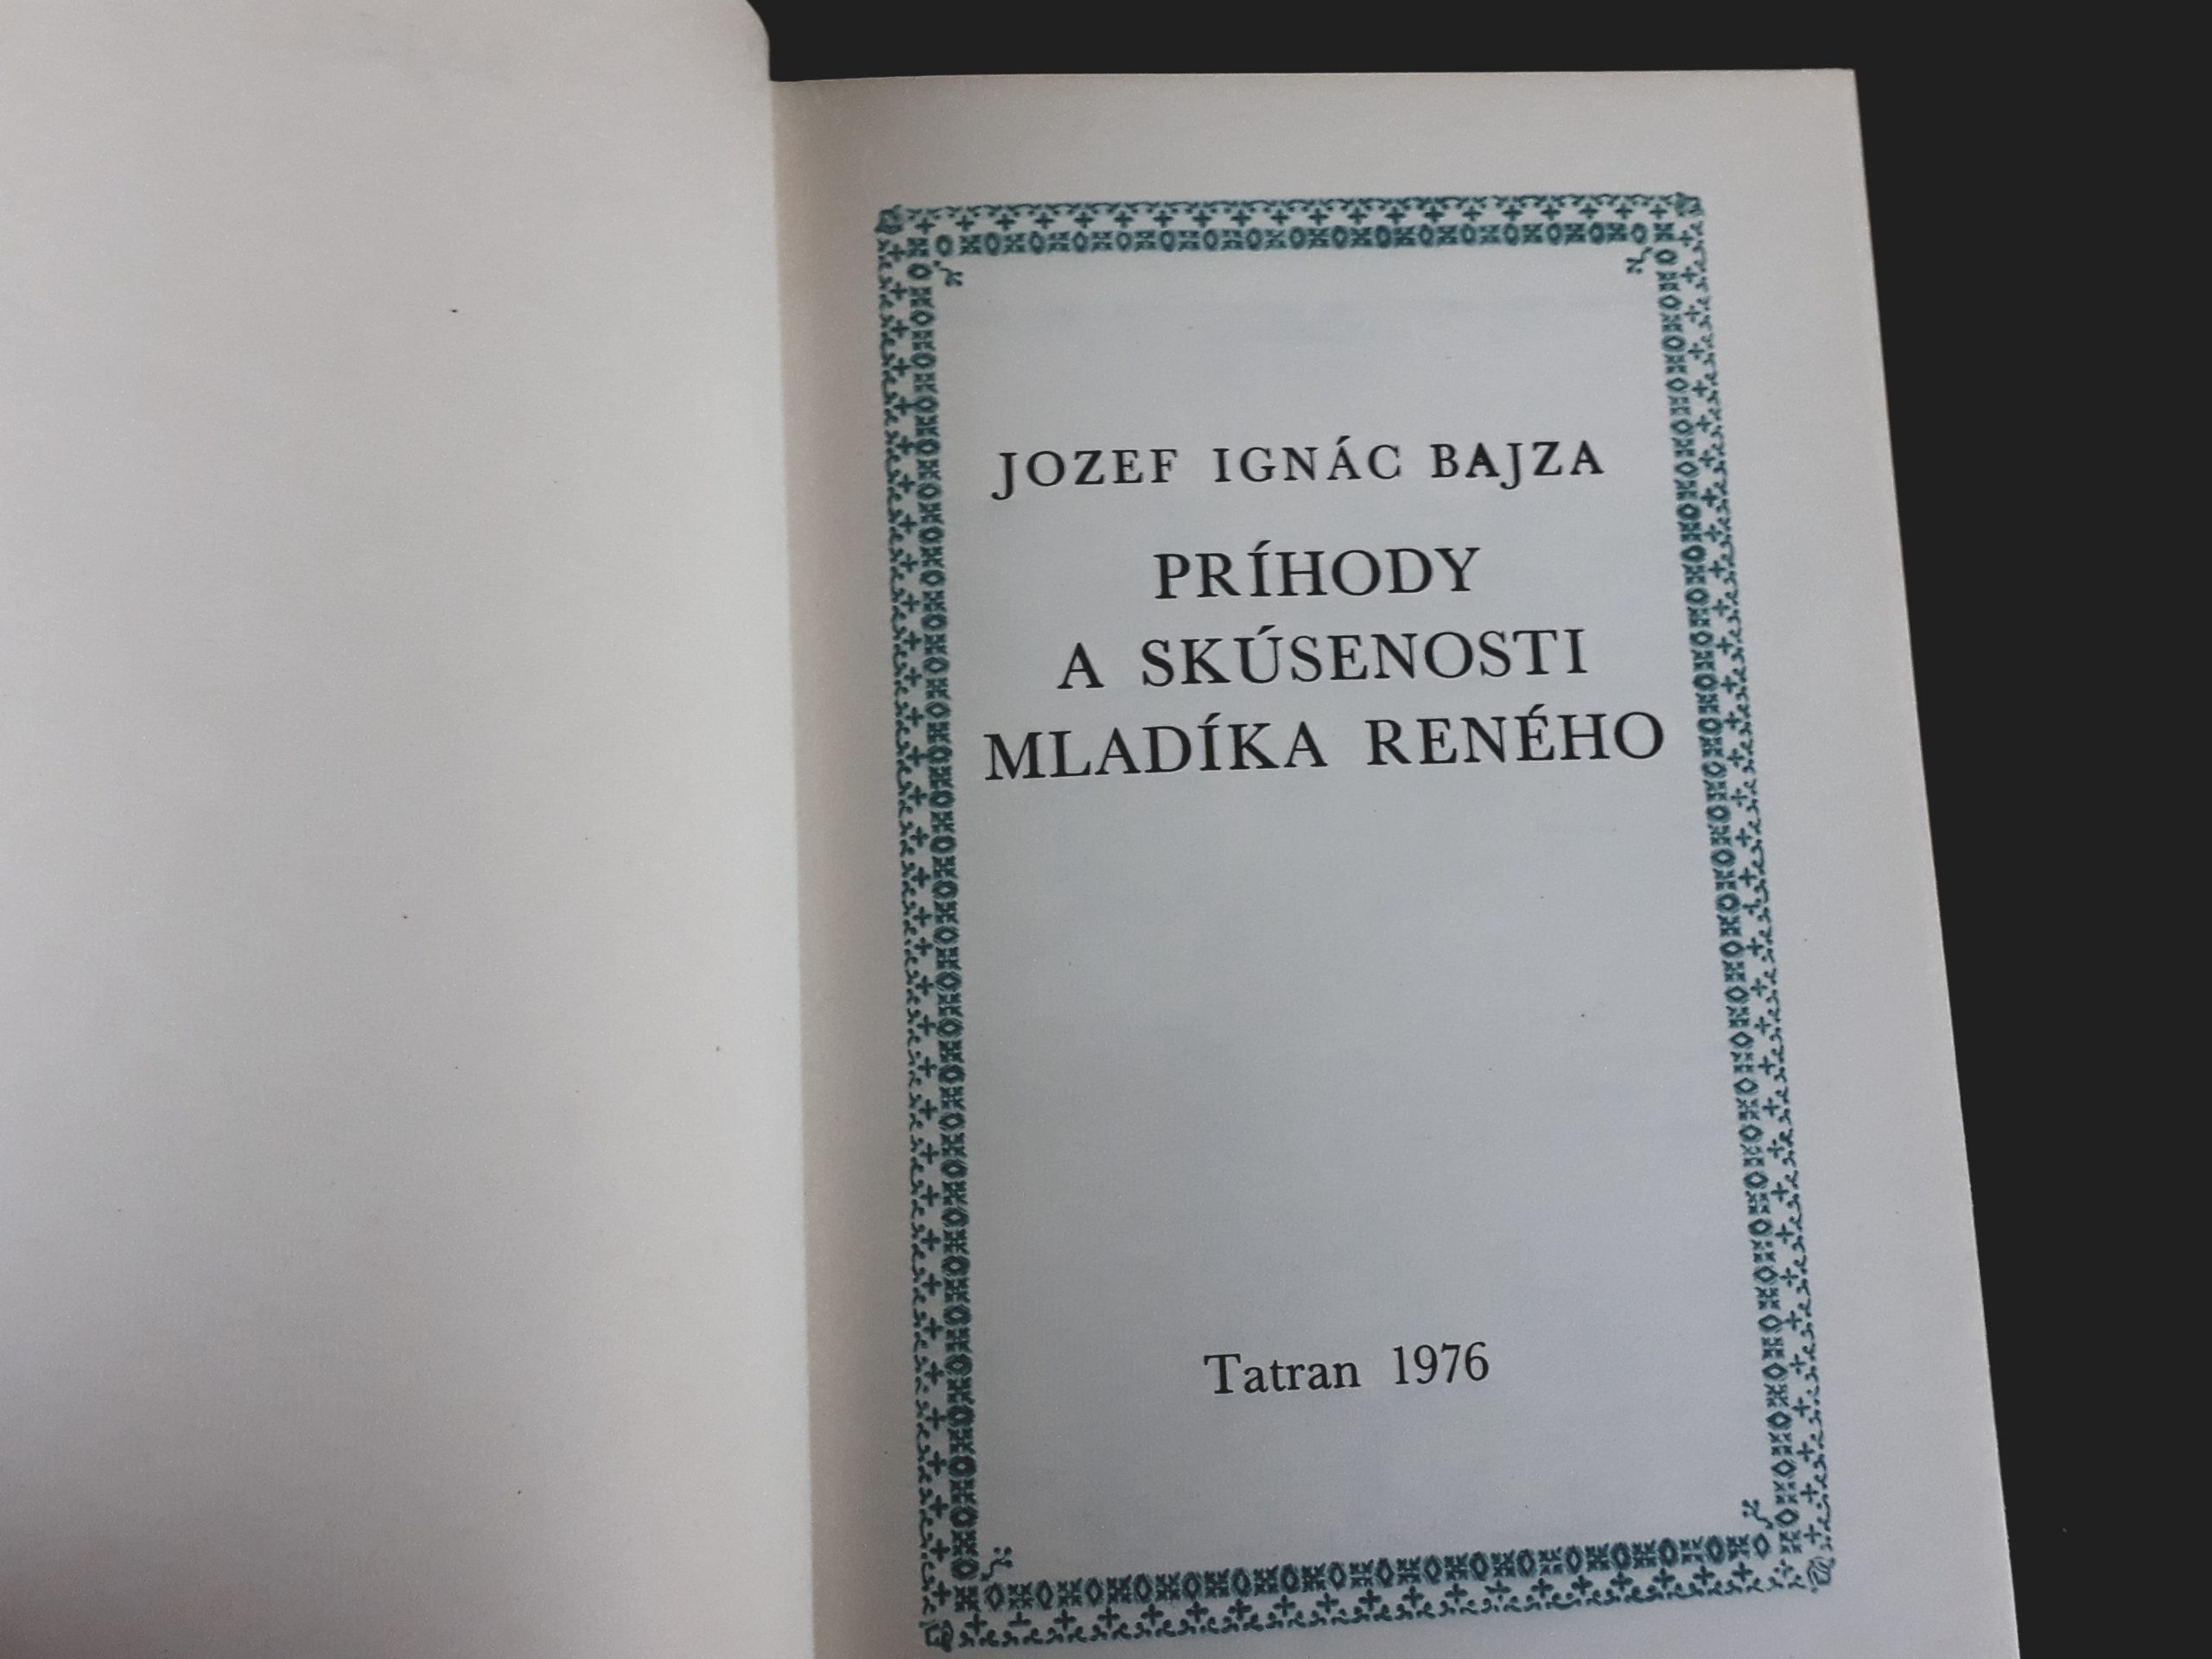 JOZEF IGNÁC BAJZA
PRÍHODY
A SKÚSENOSTI
MLADÍKA RENÉHO
Tatran 1976